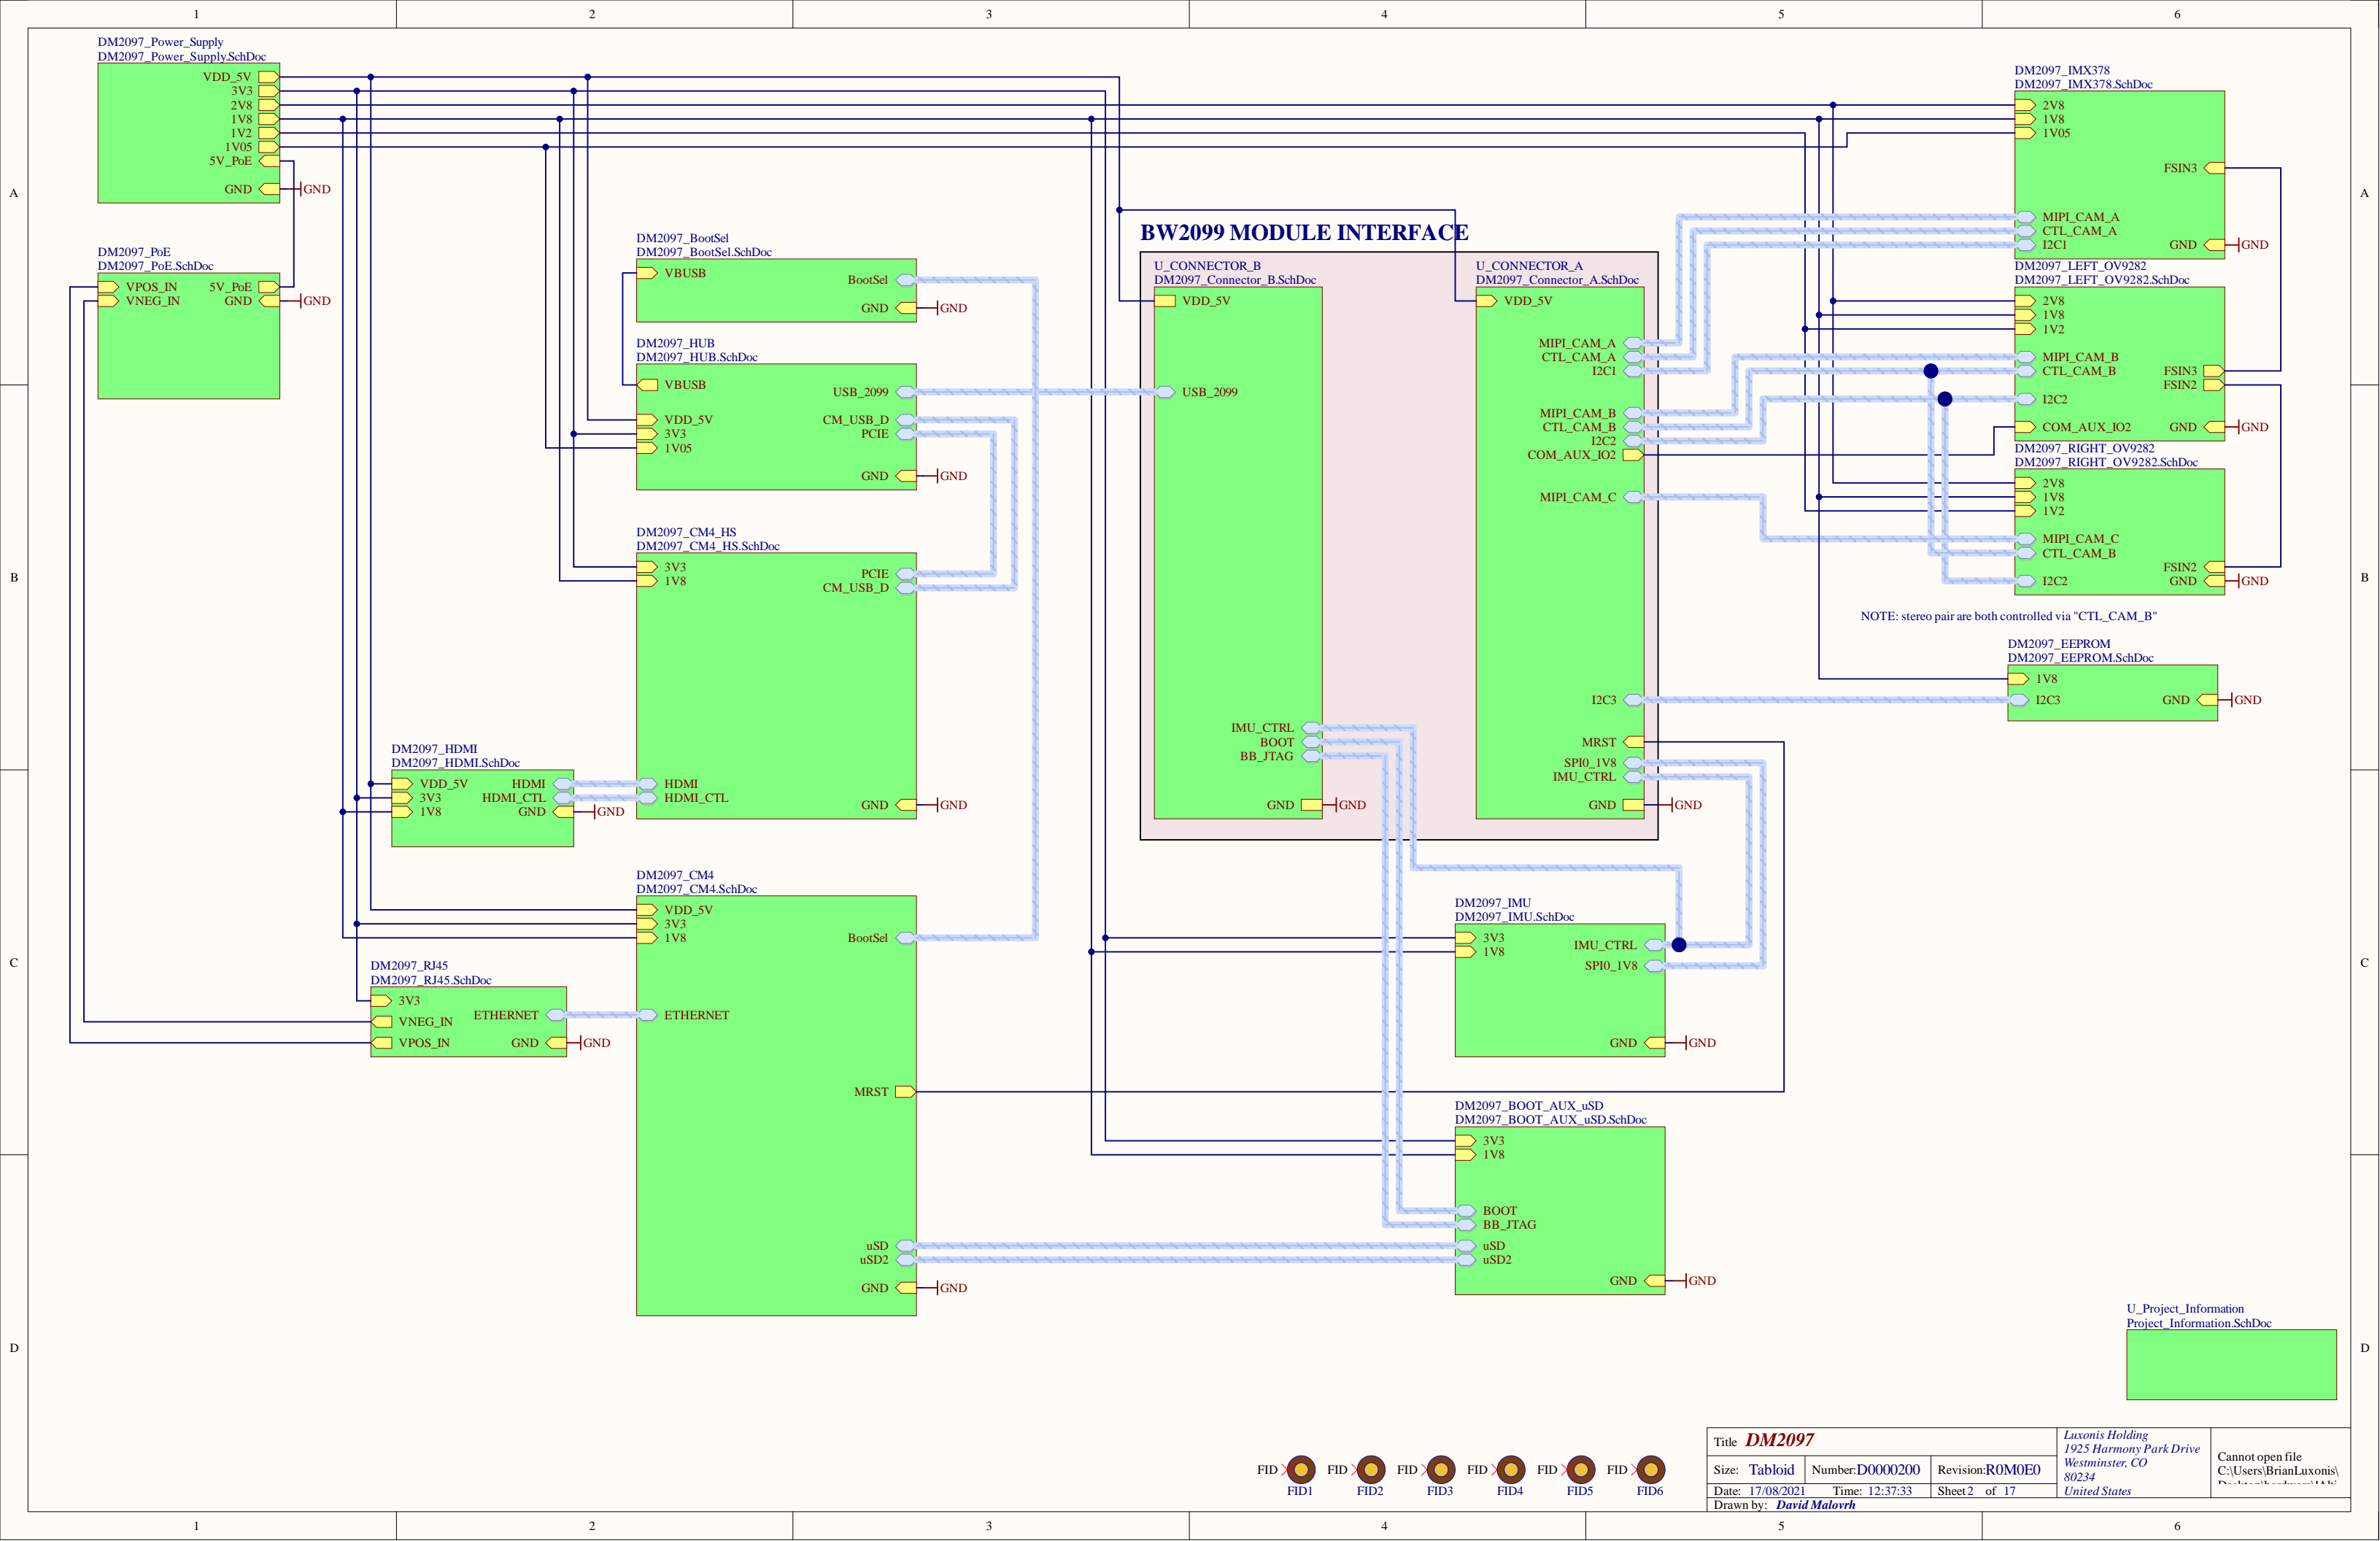 1 2 3 4 5 6
A
B
C
D
A
B
C
D
DM2097_Power_Supply
DM2097_Power_Supply.SchDoc
VDD_5V
3V3
2V8
1V8
1V2
1V05
5V_PoE
GND GND
DM2097_PoE
DM2097_PoE.SchDoc
VPOS_IN 5V_PoE
VNEG_IN GND GND
DM2097_BootSel
DM2097_BootSel.SchDoc
VBUSB
BootSel
GND GND
DM2097_HUB
DM2097_HUB.SchDoc
VBUSB
USB_2099
VDD_5V CM_USB_D
3V3 PCIE
1V05
GND GND
DM2097_CM4_HS
DM2097_CM4_HS.SchDoc
3V3
PCIE
1V8
CM_USB_D
HDMI
HDMI_CTL
GND GND
DM2097_HDMI
DM2097_HDMI.SchDoc
VDD_5V HDMI
3V3 HDMI_CTL
1V8 GND GND
DM2097_CM4
DM2097_CM4.SchDoc
VDD_5V
3V3
1V8 BootSel
ETHERNET
MRST
uSD
uSD2
GND GND
DM2097_RJ45
DM2097_RJ45.SchDoc
3V3
ETHERNET
VNEG_IN
VPOS_IN GND GND
BW2099 MODULE INTERFACE
U_CONNECTOR_B
DM2097_Connector_B.SchDoc
VDD_5V
USB_2099
IMU_CTRL
BOOT
BB_JTAG
GND GND
U_CONNECTOR_A
DM2097_Connector_A.SchDoc
VDD_5V
MIPI_CAM_A
CTL_CAM_A
I2C1
MIPI_CAM_B
CTL_CAM_B
I2C2
COM_AUX_IO2
MIPI_CAM_C
I2C3
MRST
SPI0_1V8
IMU_CTRL
GND GND
DM2097_IMU
DM2097_IMU.SchDoc
3V3 IMU_CTRL
1V8
SPI0_1V8
GND GND
DM2097_BOOT_AUX_uSD
DM2097_BOOT_AUX_uSD.SchDoc
3V3
1V8
BOOT
BB_JTAG
uSD
uSD2
GND GND
DM2097_IMX378
DM2097_IMX378.SchDoc
2V8
1V8
1V05
FSIN3
MIPI_CAM_A
CTL_CAM_A
I2C1 GND GND
DM2097_LEFT_OV9282
DM2097_LEFT_OV9282.SchDoc
2V8
1V8
1V2
MIPI_CAM_B
CTL_CAM_B FSIN3
FSIN2
I2C2
COM_AUX_IO2 GND GND
DM2097_RIGHT_OV9282
DM2097_RIGHT_OV9282.SchDoc
2V8
1V8
1V2
MIPI_CAM_C
CTL_CAM_B
FSIN2
I2C2 GND GND
NOTE: stereo pair are both controlled via "CTL_CAM_B"
DM2097_EEPROM
DM2097_EEPROM.SchDoc
1V8
I2C3 GND GND
U_Project_Information
Project_Information.SchDoc
FID FID FID FID FID FID
FID1 FID2 FID3 FID4 FID5 FID6
Title DM2097
Size: Tabloid Number:D0000200 Revision:R0M0E0
Date: 17/08/2021 Time: 12:37:33 Sheet2 of 17
Drawn by: David Malovrh
Luxonis Holding
1925 Harmony Park Drive
Westminster, CO
80234
United States
Cannot open file
C:\Users\BrianLuxonis\
1 2 3 4 5 6